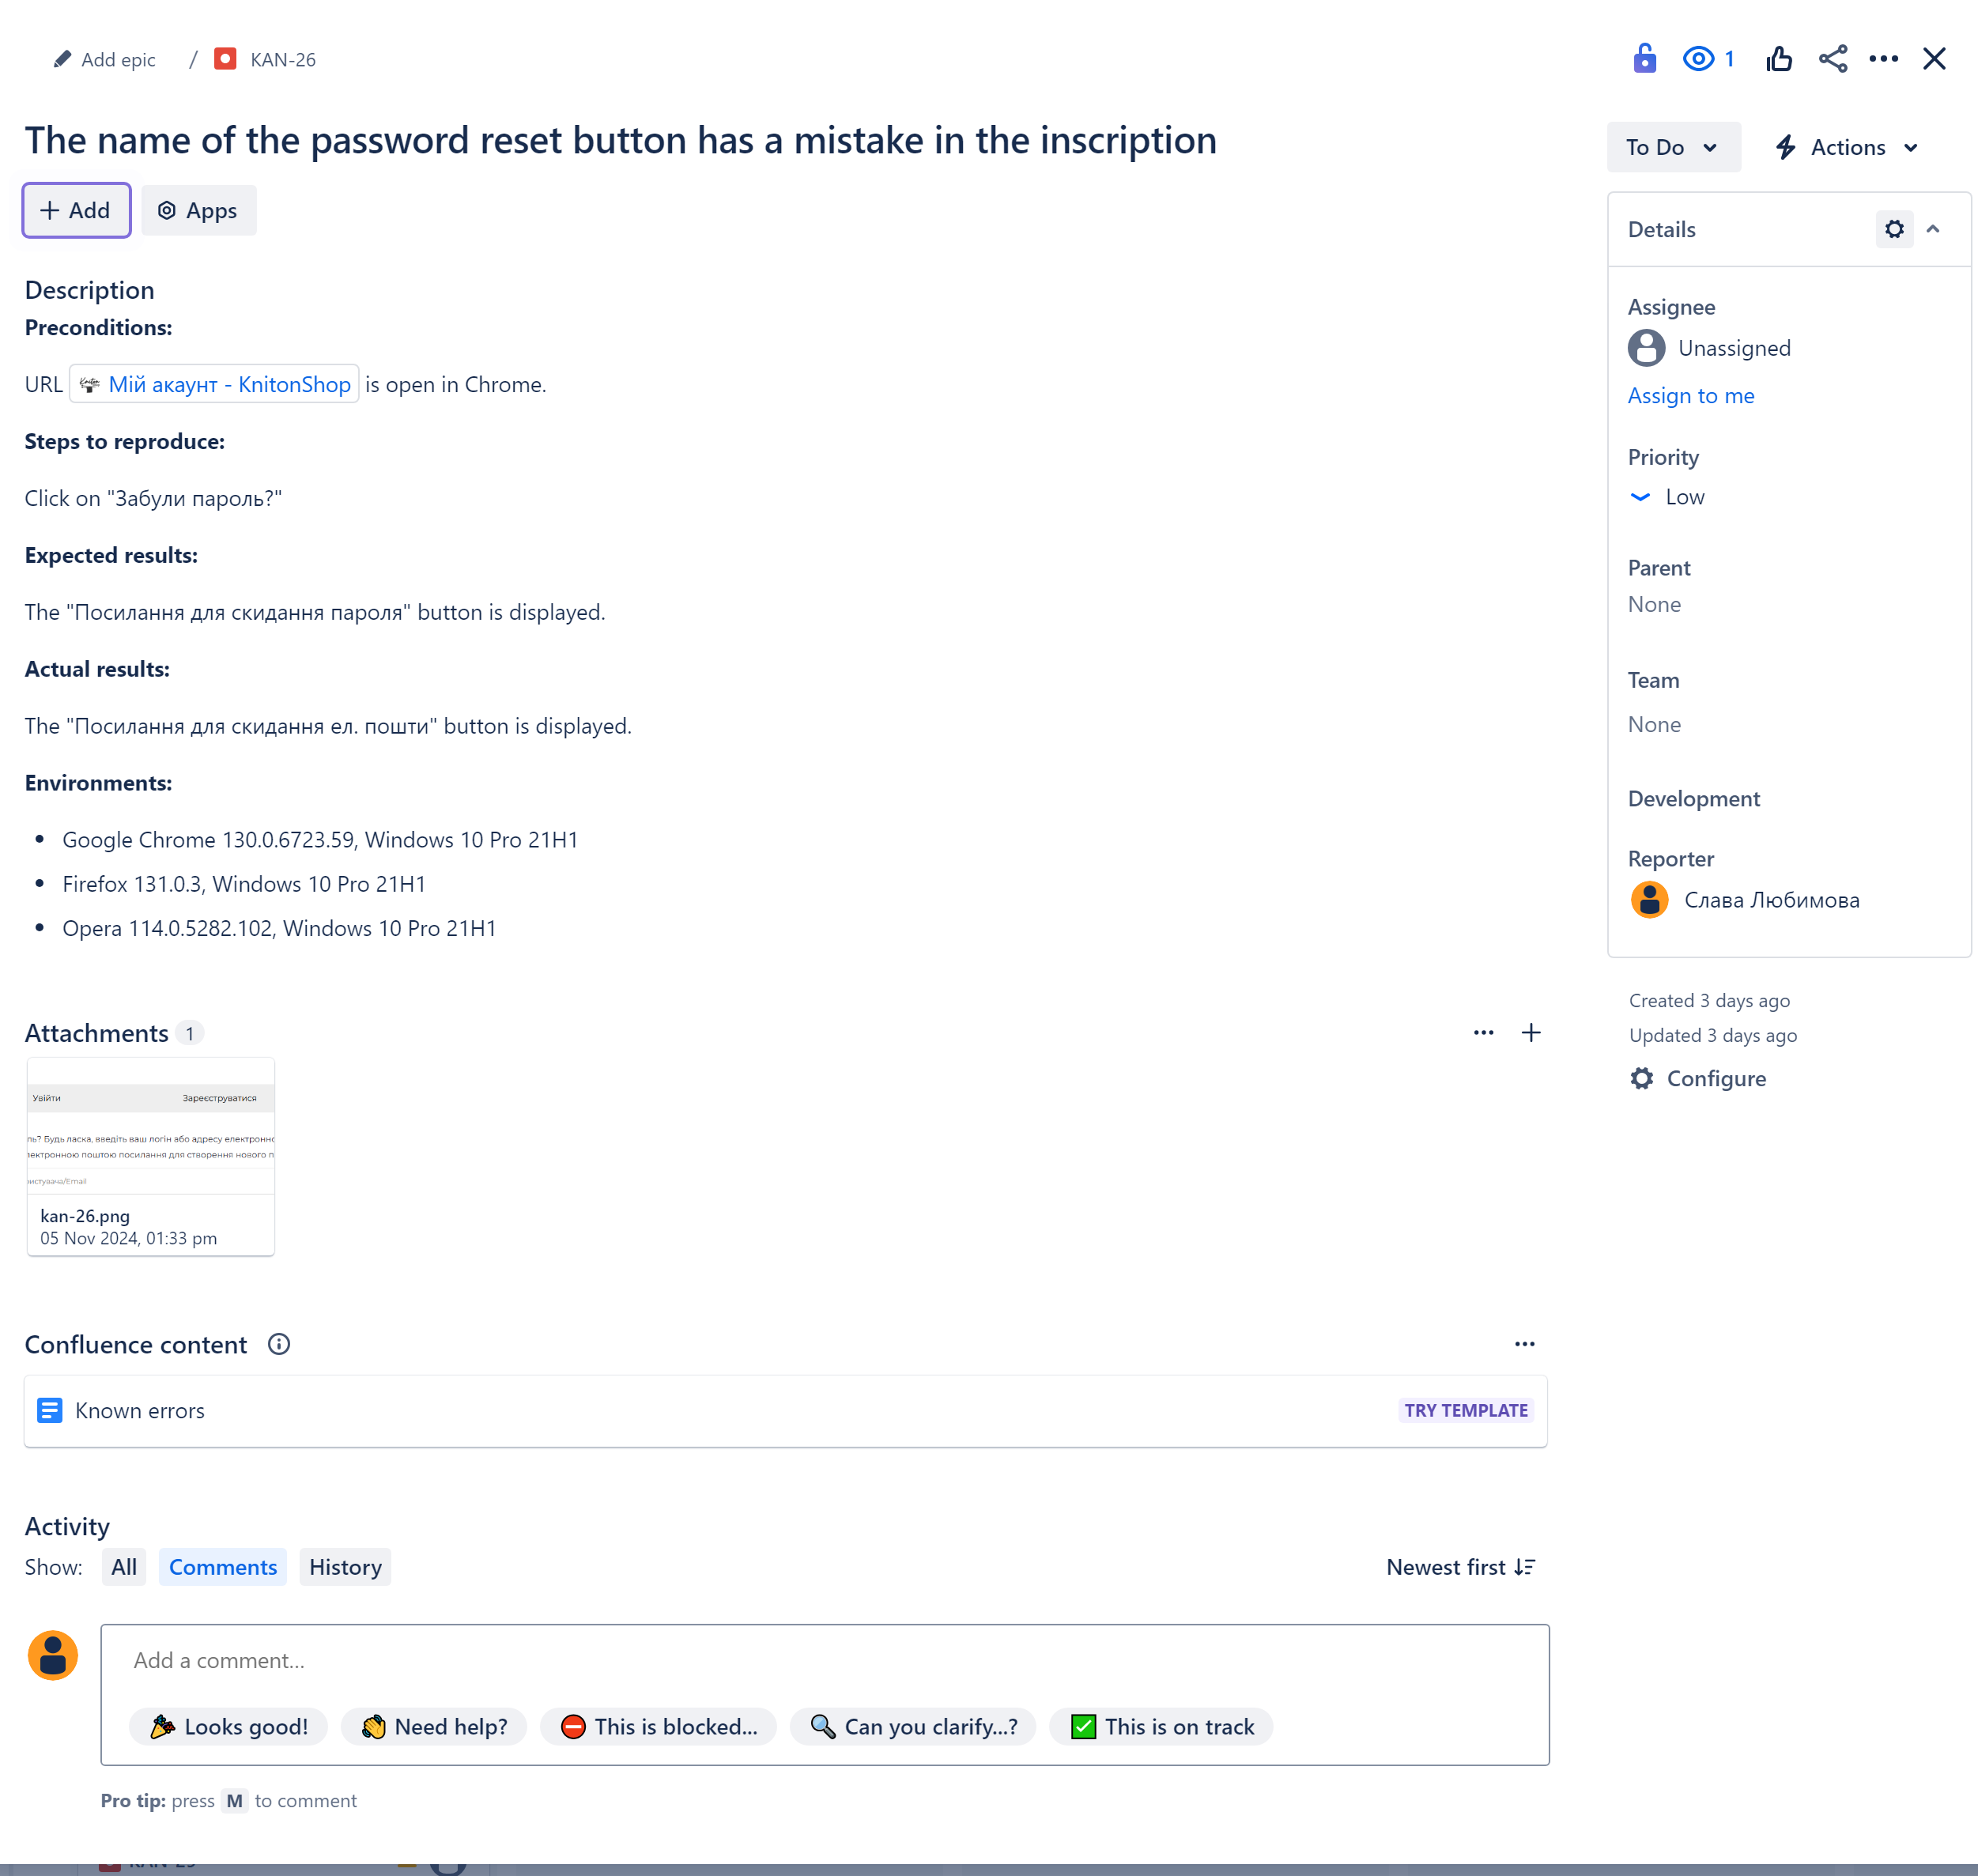 Add epic / KAN-26
1
The name of the password reset button has a mistake in the inscription
To Do
Actions
Add
Apps
Details
Description
Preconditions:
URL Мій акаунт - KnitonShop is open in Chrome.
Steps to reproduce:
Click on "Забули пароль?"
Expected results:
The "Посилання для скидання пароля" button is displayed.
Actual results:
The "Посилання для скидання ел. пошти" button is displayed.
Environments:
• Google Chrome 130.0.6723.59, Windows 10 Pro 21H1
• Firefox 131.0.3, Windows 10 Pro 21H1
• Opera 114.0.5282.102, Windows 10 Pro 21H1
Assignee
Unassigned
Assign to me
Priority
Low
Parent
None
Team
None
Development
Reporter
Слава Любимова
Created 3 days ago
Updated 3 days ago
Configure
Attachments 1
Увійти Зареєструватися
ль? Будь ласка, введіть ваш логін або адресу електронно
лектронною поштою посилання для створення нового п
истувача/Email
kan-26.png
05 Nov 2024, 01:33 pm
Confluence content
Known errors
TRY TEMPLATE
Activity
Show: All Comments History
Newest first
Add a comment...
Looks good! Need help? This is blocked... Can you clarify...? This is on track
Pro tip: press M to comment